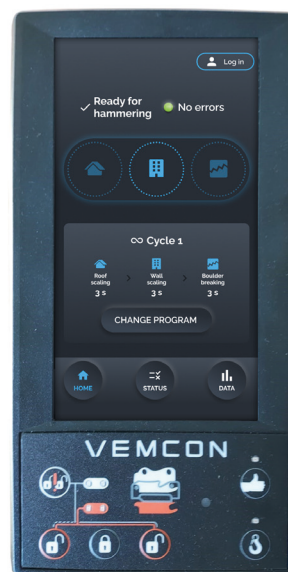 Log in
Ready for
hammering
No errors
∞ Cycle 1
Roof
scaling
3 s
Wall
scaling
3 s
Boulder
breaking
3 s
CHANGE PROGRAM
HOME
STATUS
DATA
VEMCON